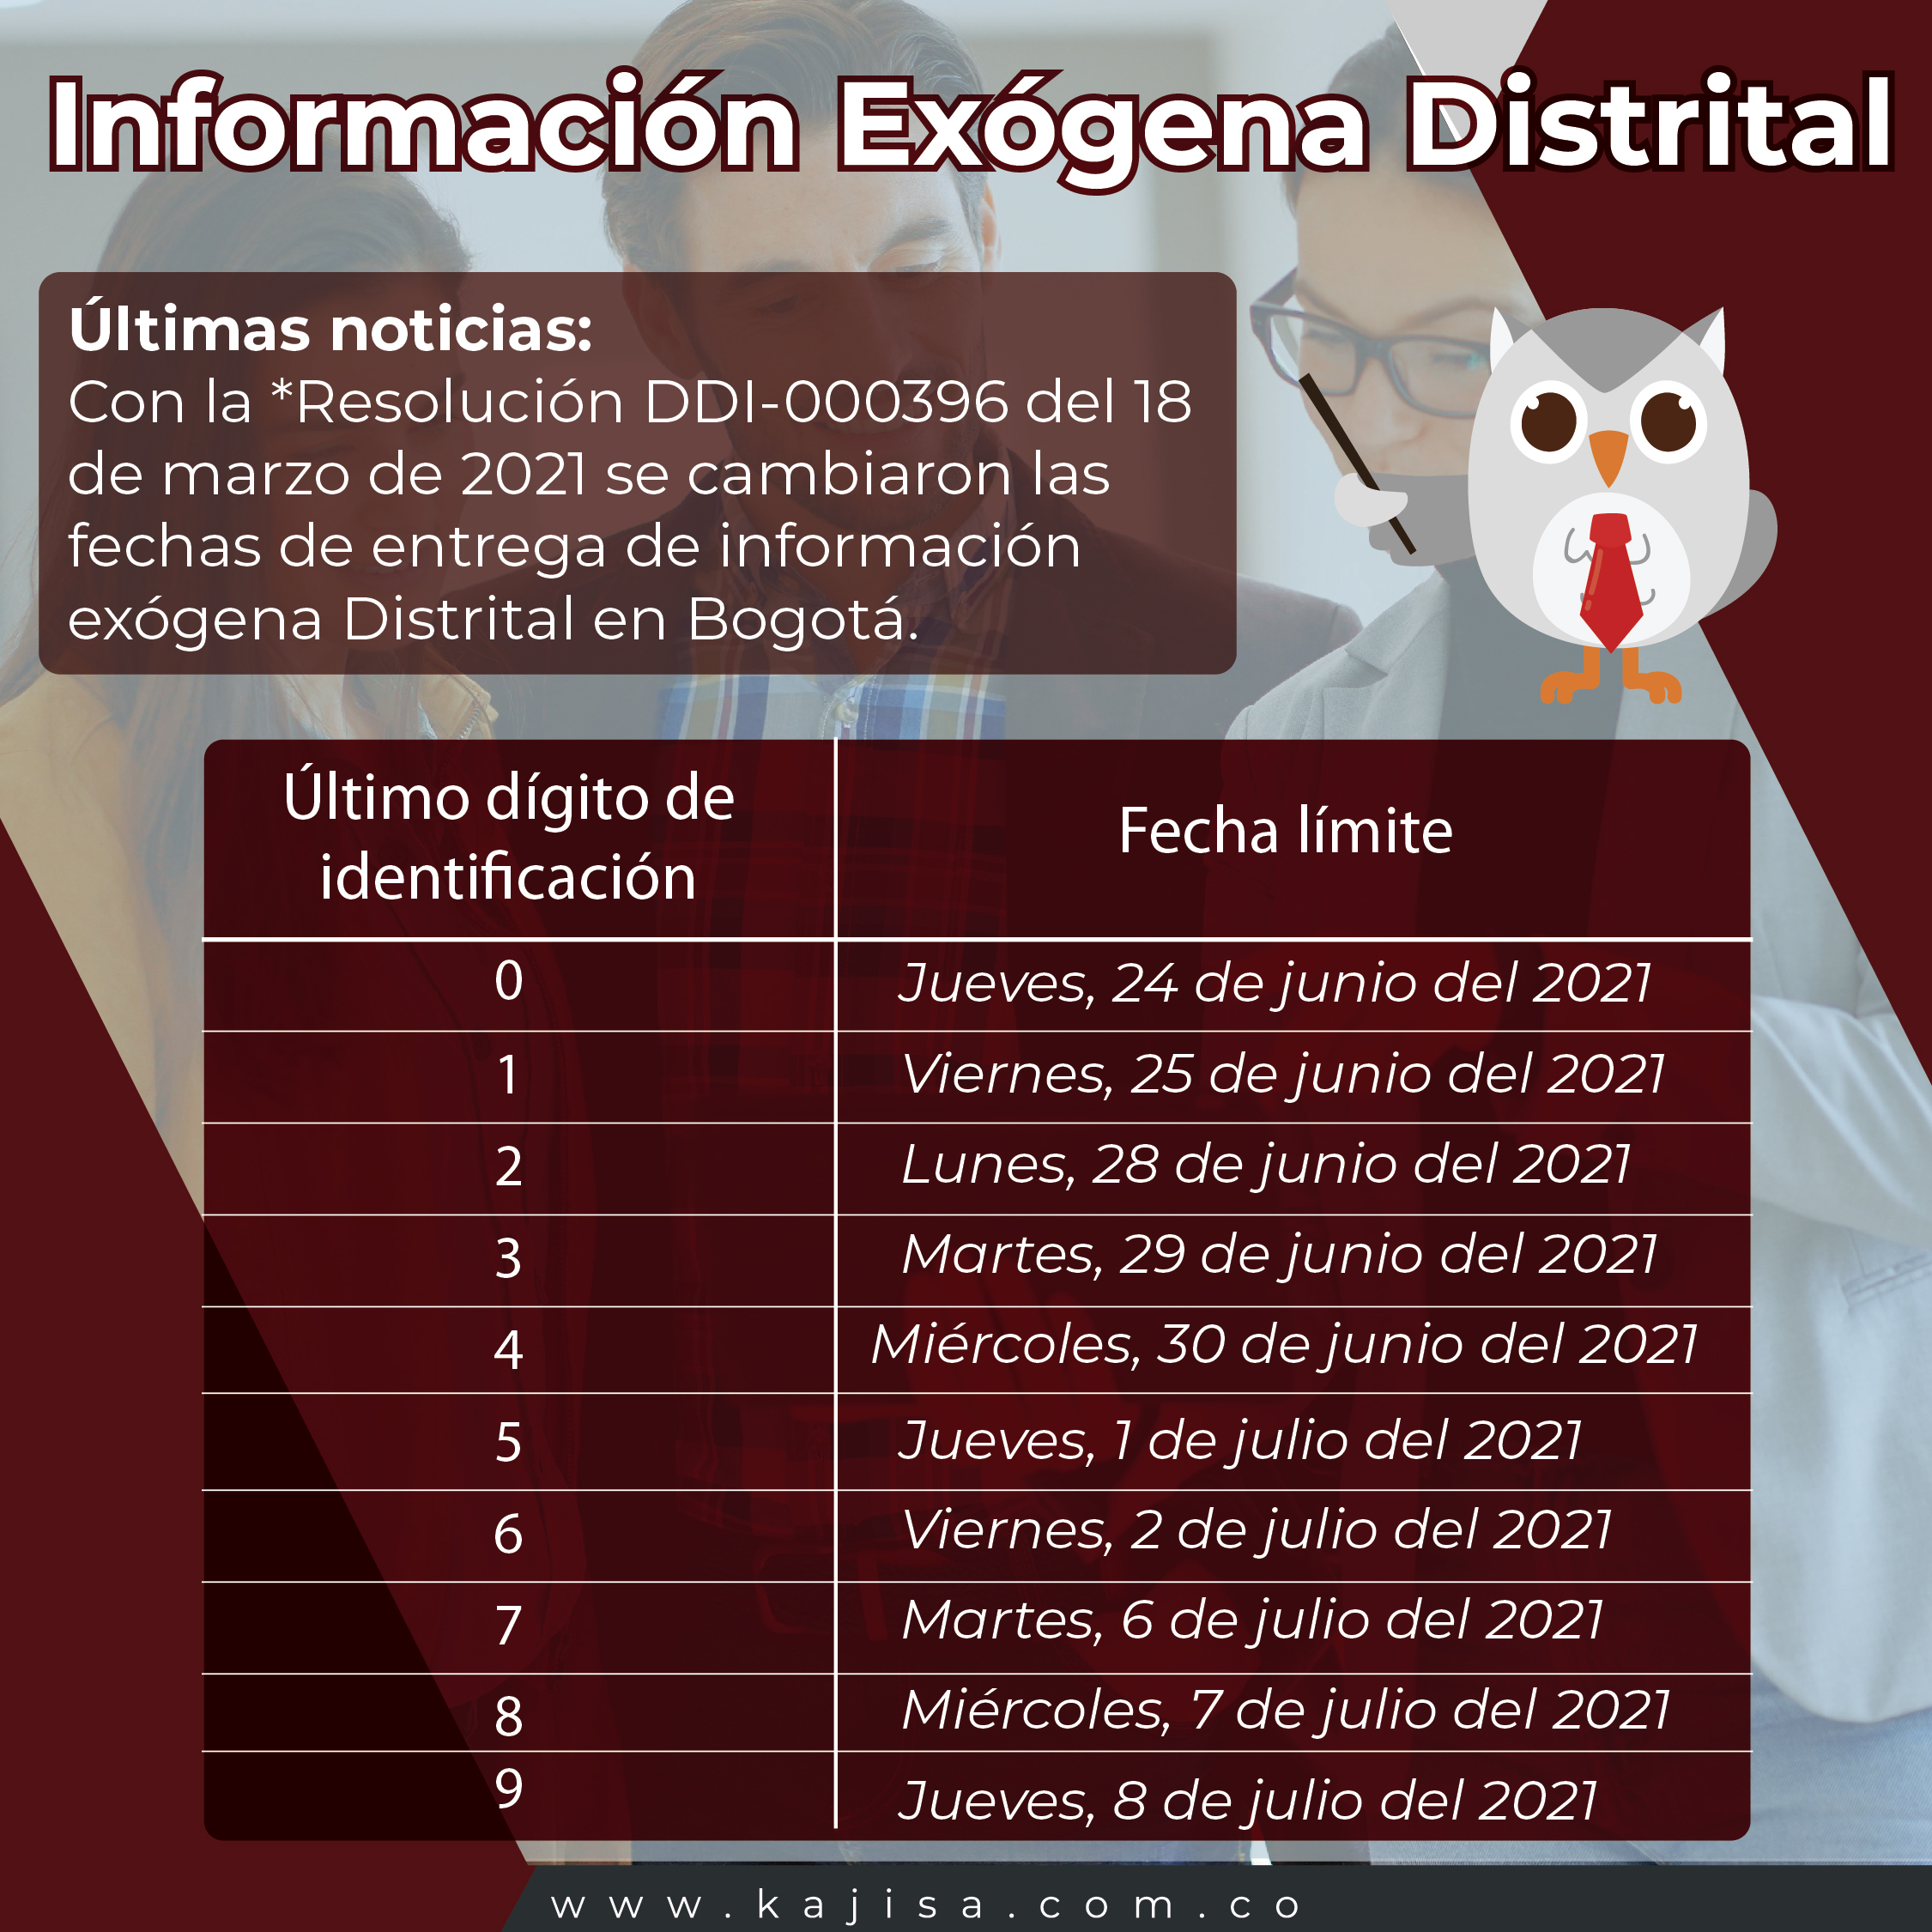 Información Exógena Distrital
Últimas noticias:
Con la *Resolución DDI-000396 del 18
de marzo de 2021 se cambiaron las
fechas de entrega de información
exógena Distrital en Bogotá.
Último dígito de
identificación
Fecha límite
0 Jueves, 24 de junio del 2021
1 Viernes, 25 de junio del 2021
2 Lunes, 28 de junio del 2021
3 Martes, 29 de junio del 2021
4 Miércoles, 30 de junio del 2021
5 Jueves, 1 de julio del 2021
6 Viernes, 2 de julio del 2021
7 Martes, 6 de julio del 2021
8 Miércoles, 7 de julio del 2021
9 Jueves, 8 de julio del 2021
www.kajisa.com.co